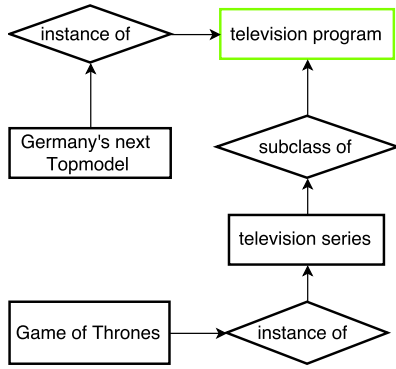 instance of
television program
Germany's next
Topmodel
subclass of
television series
Game of Thrones
instance of